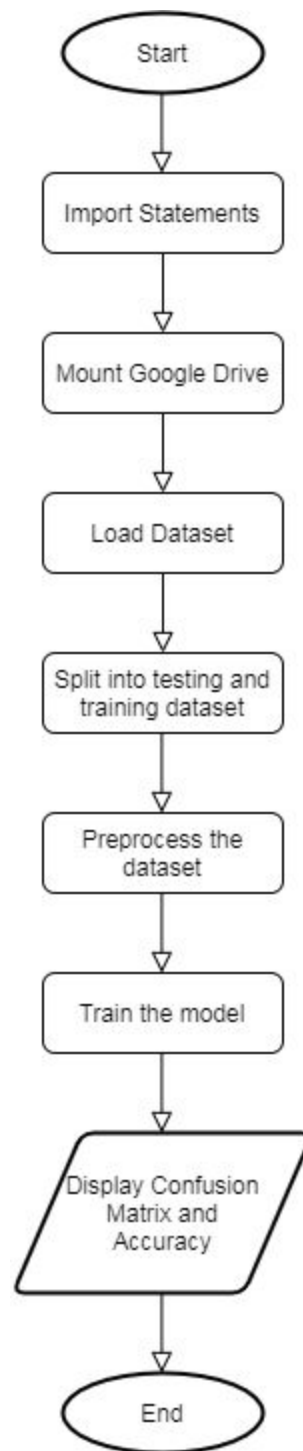 Start
Import Statements
Mount Google Drive
Load Dataset
Split into testing and
training dataset
Preprocess the
dataset
Train the model
Display Confusion
Matrix and
Accuracy
End